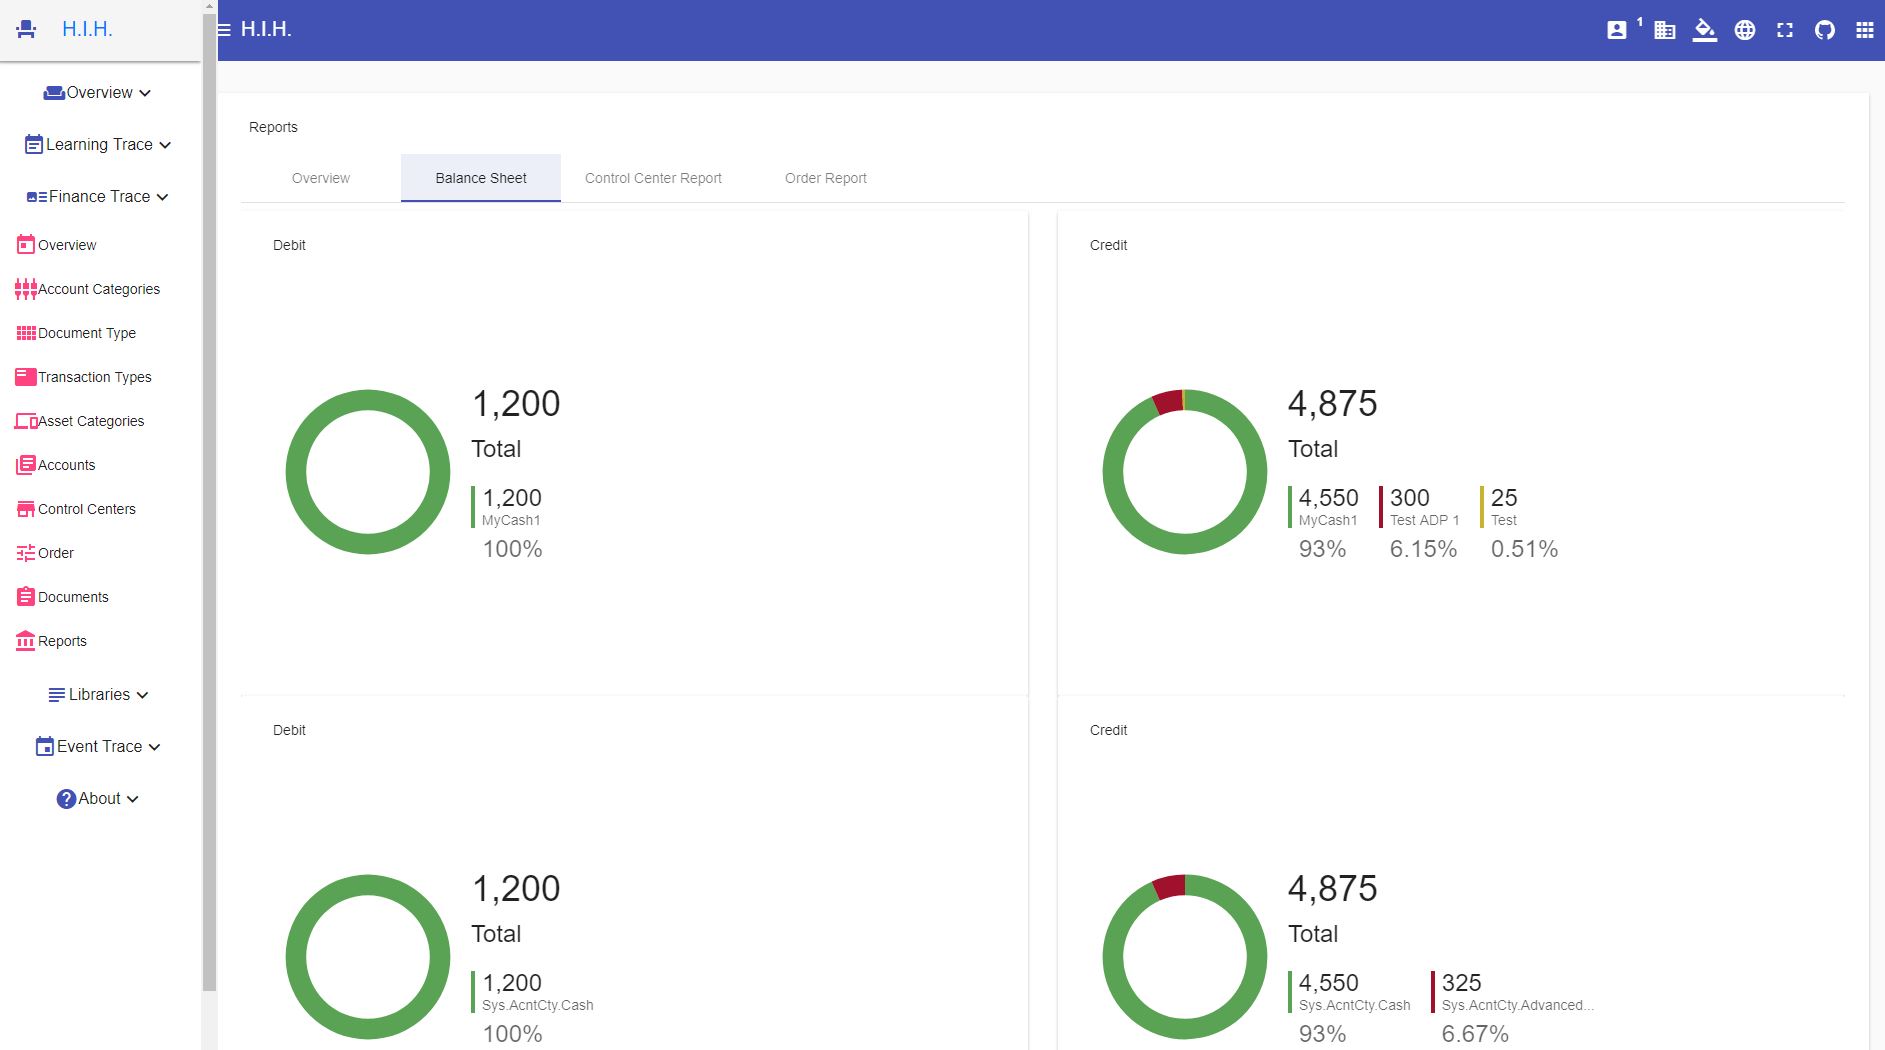 H.I.H.
Overview
Learning Trace
Finance Trace
Overview
Account Categories
Document Type
Transaction Types
Asset Categories
Accounts
Control Centers
Order
Documents
Reports
Libraries
Event Trace
About
H.I.H.
1
Reports
Overview Balance Sheet Control Center Report Order Report
Debit
1,200
Total
1,200
MyCash1
100%
Credit
4,875
Total
4,550 300 25
MyCash1 Test ADP 1 Test
93% 6.15% 0.51%
Debit
1,200
Total
1,200
Sys.AcntCty.Cash
100%
Credit
4,875
Total
4,550 325
Sys.AcntCty.Cash Sys.AcntCty.Advanced...
93% 6.67%